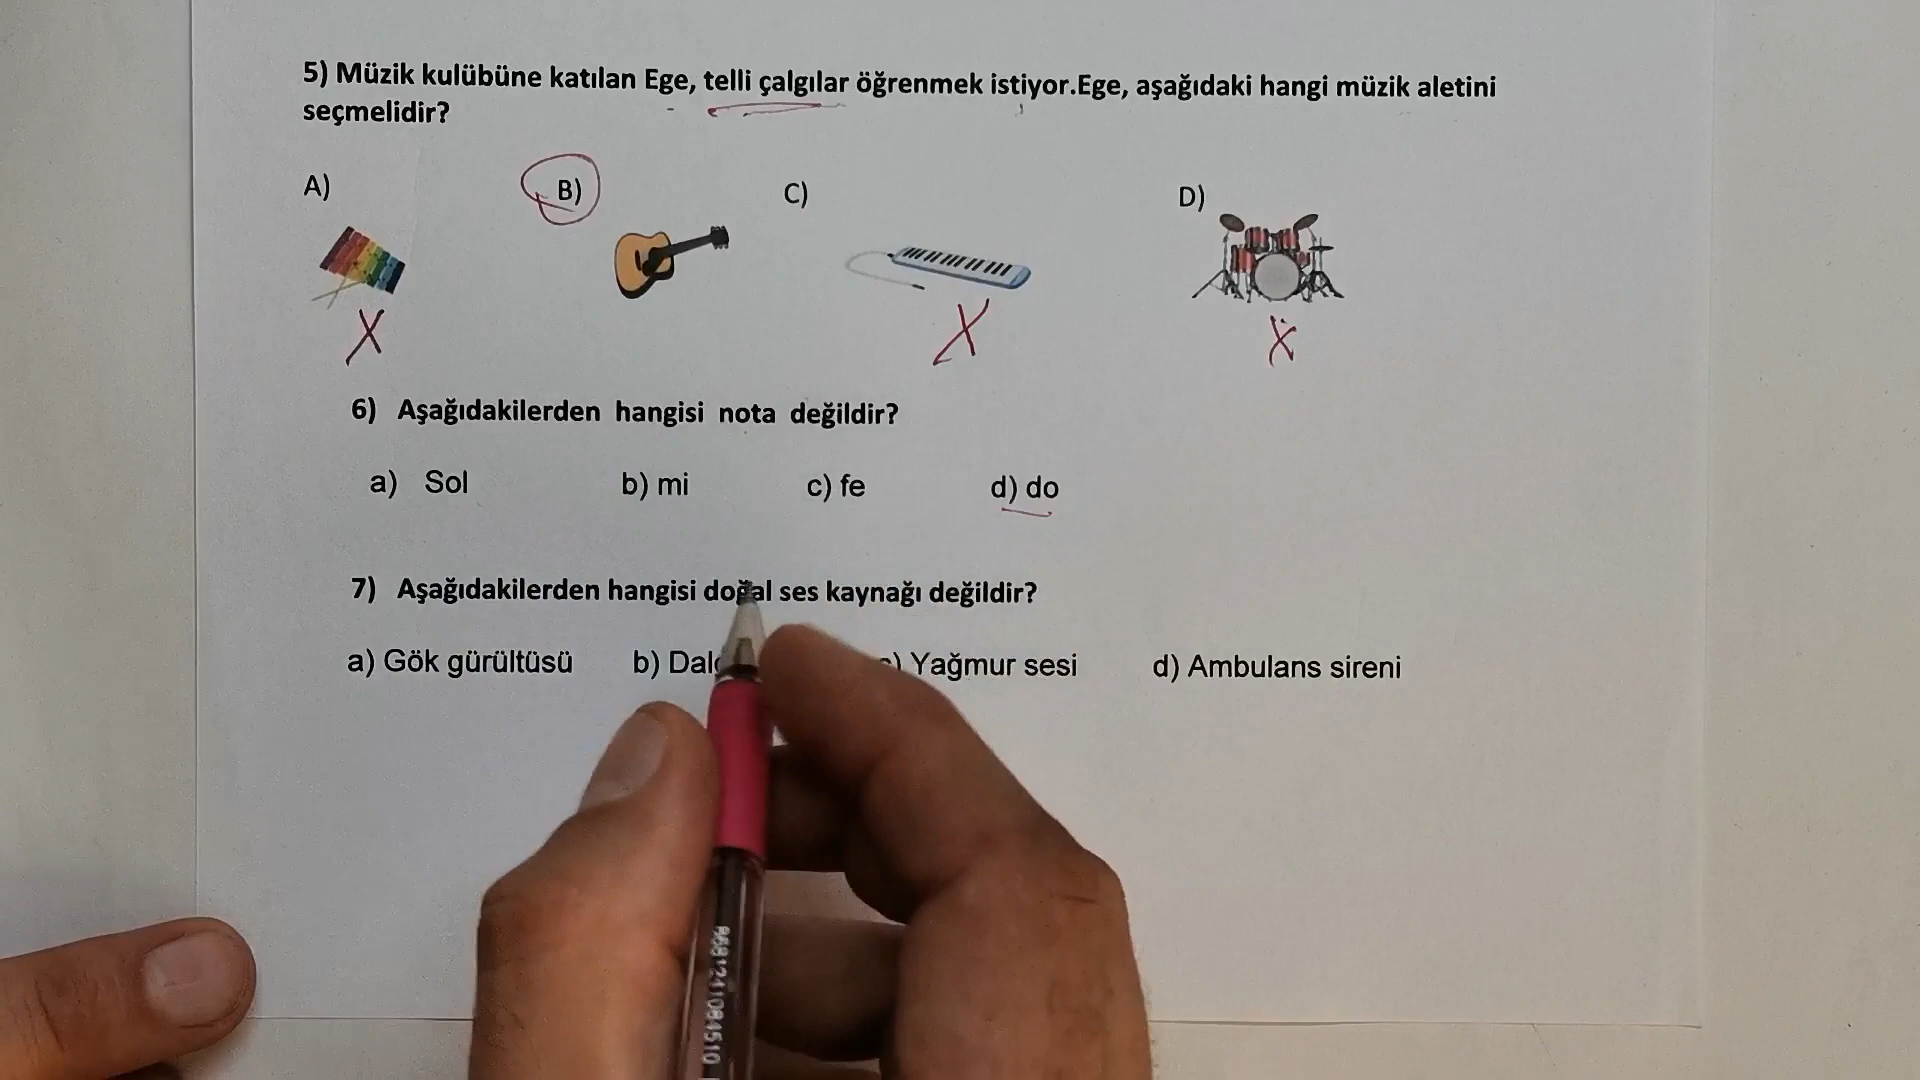 5) Müzik kulübüne katılan Ege, telli çalgılar öğrenmek istiyor.Ege, aşağıdaki hangi müzik aletini
seçmelidir?
A) B) C) D)
X X X
6) Aşağıdakilerden hangisi nota değildir?
a) Sol b) mi c) fe d) do
7) Aşağıdakilerden hangisi doğal ses kaynağı değildir?
a) Gök gürültüsü b) Yağmur sesi d) Ambulans sireni